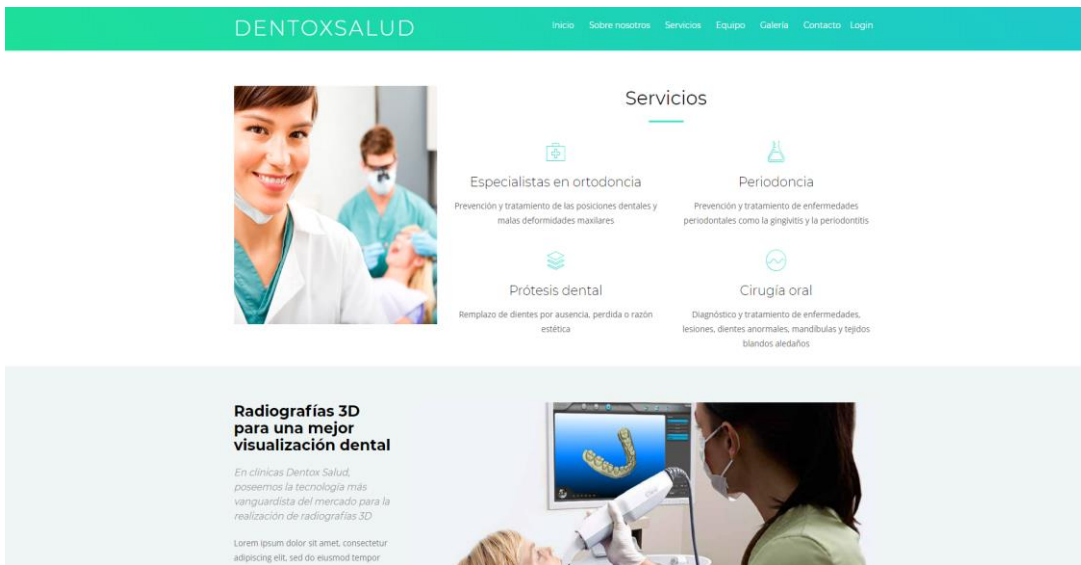 DENTOXSALUD
Inicio Sobre nosotros Servicios Equipo Galería Contacto Login
Servicios
Especialistas en ortodoncia
Prevención y tratamiento de las posiciones dentales y
malas deformidades maxilares
Periodoncia
Prevención y tratamiento de enfermedades
periodontales como la gingivitis y la periodontitis
Prótesis dental
Remplazo de dientes por ausencia, perdida o razón
estética
Cirugía oral
Diagnóstico y tratamiento de enfermedades,
lesiones, dientes anormales, mandíbulas y tejidos
blandos aledaños
Radiografías 3D
para una mejor
visualización dental
En clínicas Dentox Salud,
poseemos la tecnología más
vanguardista del mercado para la
realización de radiografías 3D
Lorem ipsum dolor sit amet, consectetur
adipiscing elit, sed do eiusmod tempor